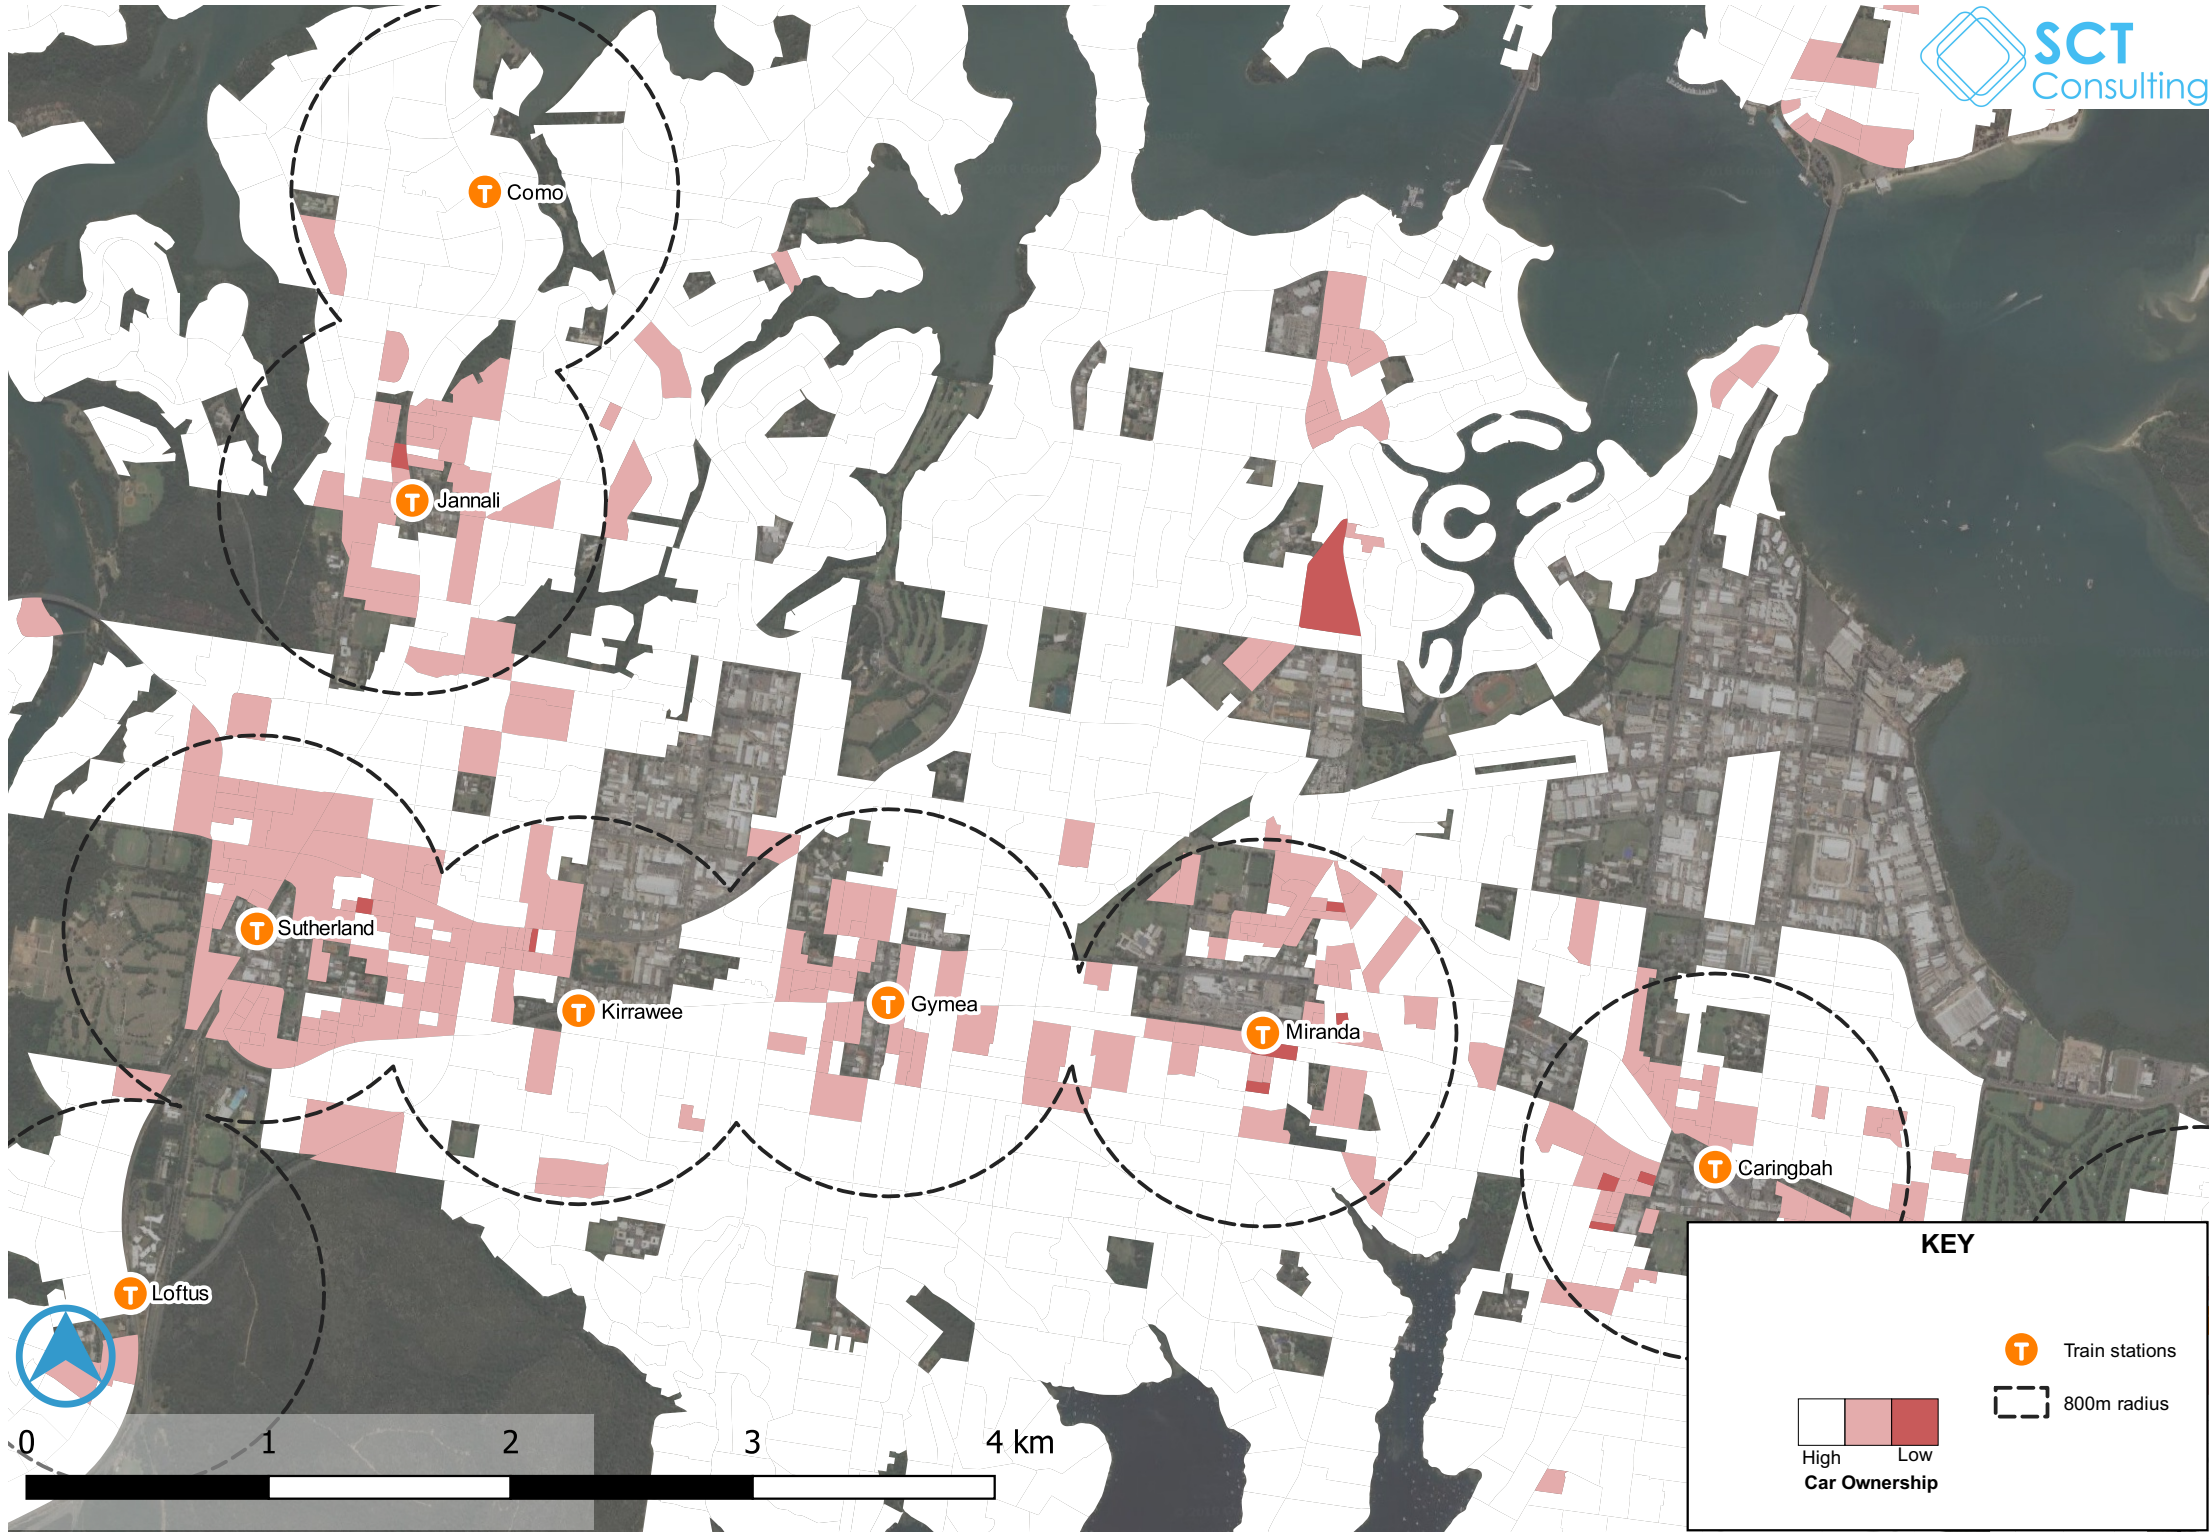 SCT
Consulting
Como
Jannali
Sutherland
Kirrawee
Gymea
Miranda
Caringbah
Loftus
KEY
T Train stations
800m radius
High Low
Car Ownership
0 1 2 3 4 km